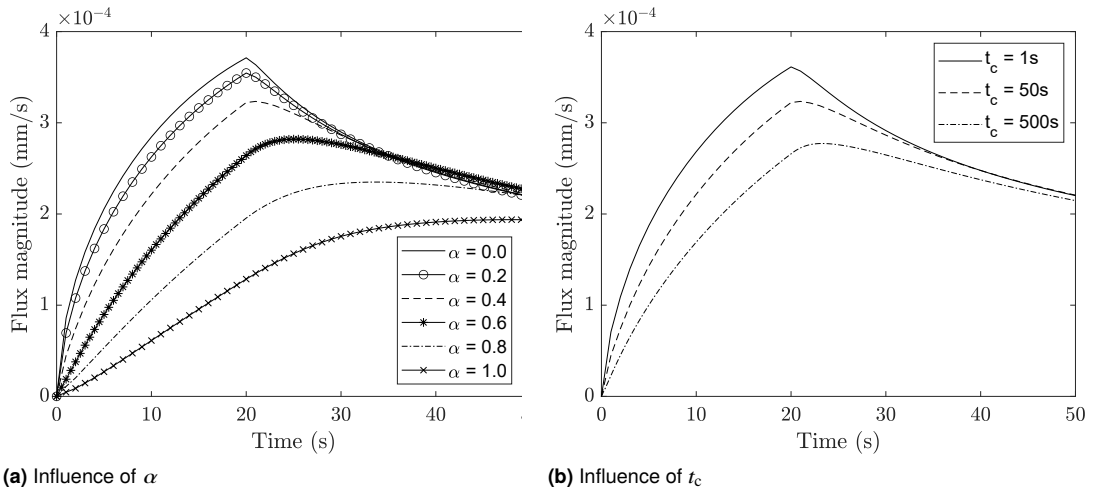 ×10⁻⁴
4
3
2
1
0
Flux magnitude (mm/s)
0 10 20 30 40
Time (s)
α = 0.0
α = 0.2
α = 0.4
α = 0.6
α = 0.8
α = 1.0
(a) Influence of α
×10⁻⁴
4
3
2
1
0
Flux magnitude (mm/s)
0 10 20 30 40 50
Time (s)
t_c = 1s
t_c = 50s
t_c = 500s
(b) Influence of t_c